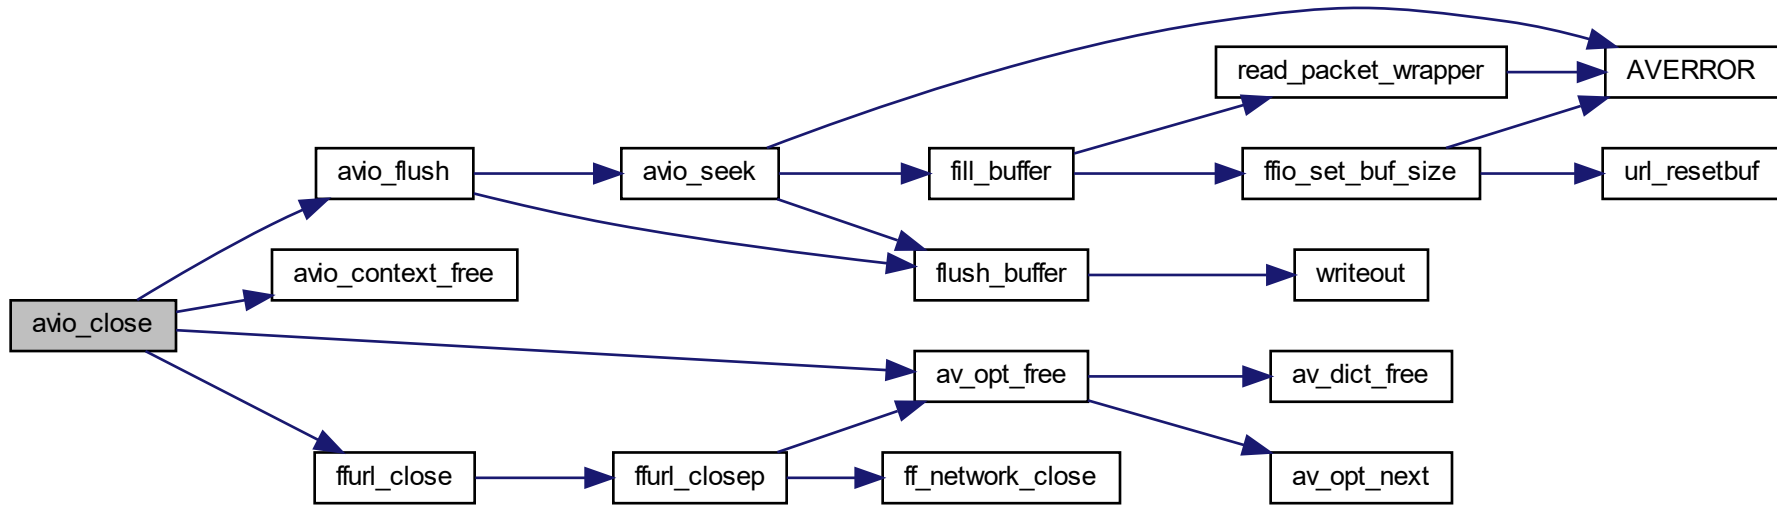 avio_close
avio_flush
avio_context_free
ffurl_close
avio_seek
ffurl_closep
fill_buffer
flush_buffer
av_opt_free
ff_network_close
read_packet_wrapper
ffio_set_buf_size
writeout
av_dict_free
av_opt_next
AVERROR
url_resetbuf